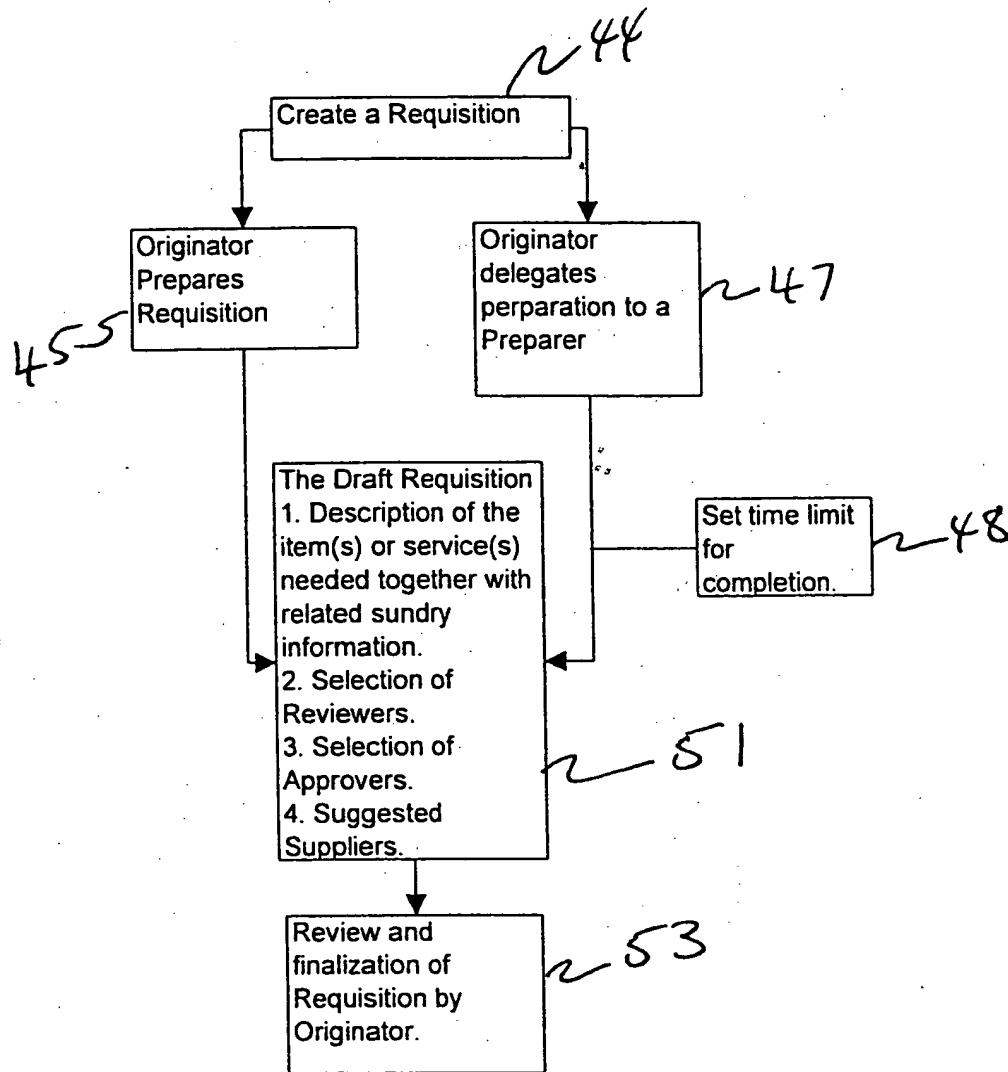 44
Create a Requisition
Originator
Prepares
Requisition
45
Originator
delegates
perparation to a
Preparer
47
The Draft Requisition
1. Description of the
item(s) or service(s)
needed together with
related sundry
information.
2. Selection of
Reviewers.
3. Selection of
Approvers.
4. Suggested
Suppliers.
Set time limit
for
completion.
48
51
Review and
finalization of
Requisition by
Originator.
53